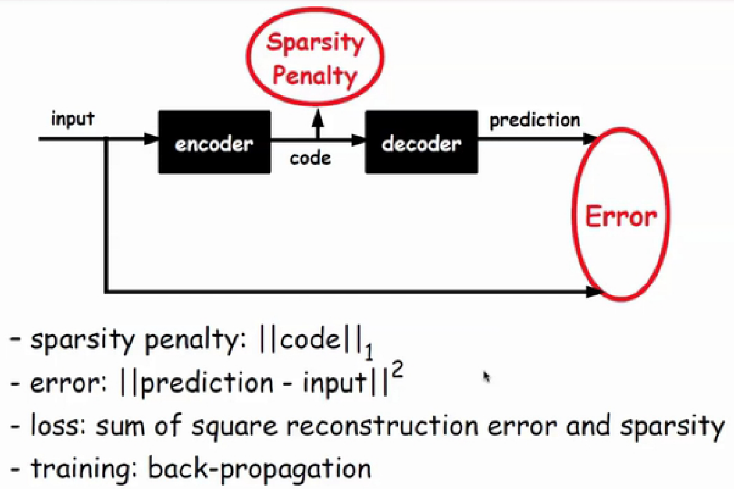 Sparsity
Penalty
input
encoder
code
decoder
prediction
Error
- sparsity penalty: ||code||₁
- error: ||prediction - input||²
- loss: sum of square reconstruction error and sparsity
- training: back-propagation